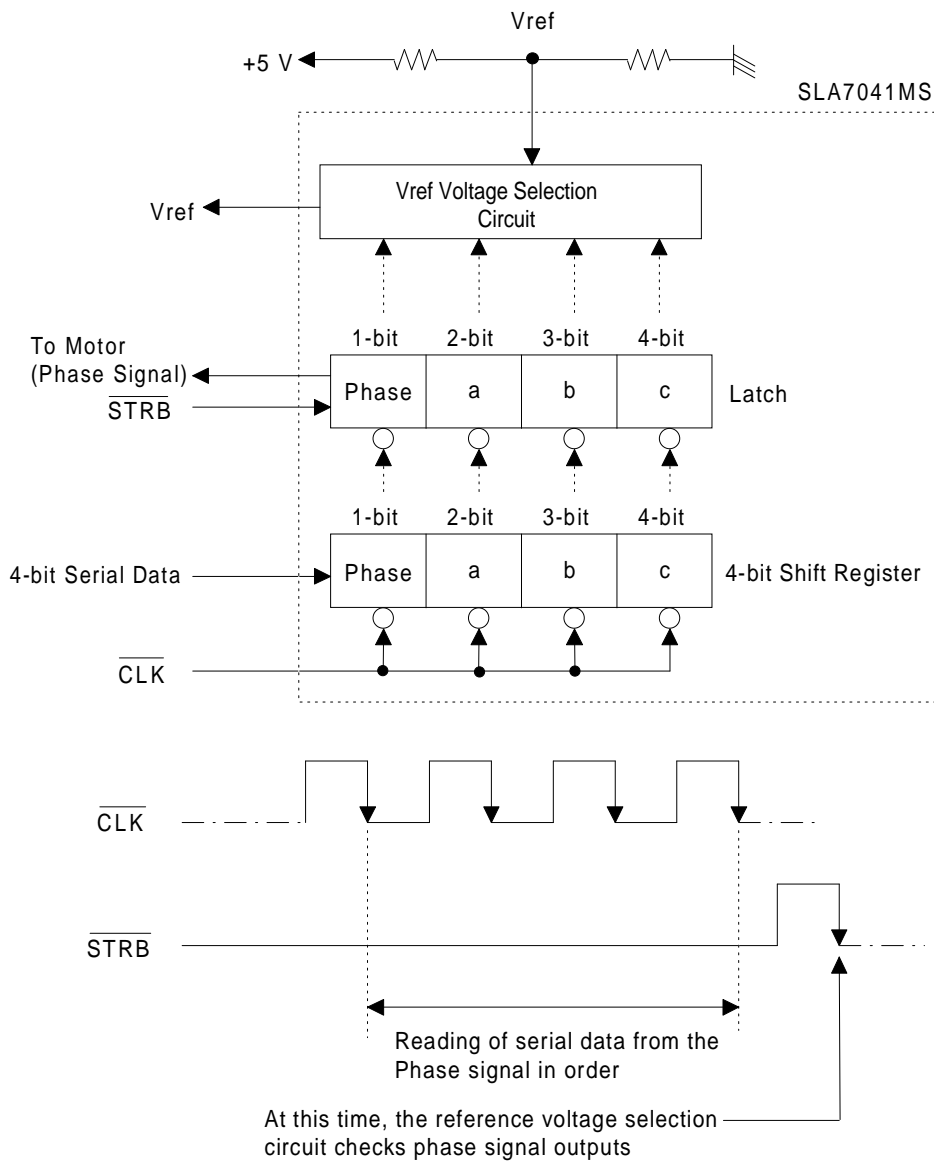 Vref
+5 V
SLA7041MS
Vref Voltage Selection
Circuit
Vref
1-bit 2-bit 3-bit 4-bit
To Motor
(Phase Signal)
Phase a b c
Latch
STRB
1-bit 2-bit 3-bit 4-bit
4-bit Serial Data
Phase a b c
4-bit Shift Register
CLK
CLK
STRB
Reading of serial data from the
Phase signal in order
At this time, the reference voltage selection
circuit checks phase signal outputs